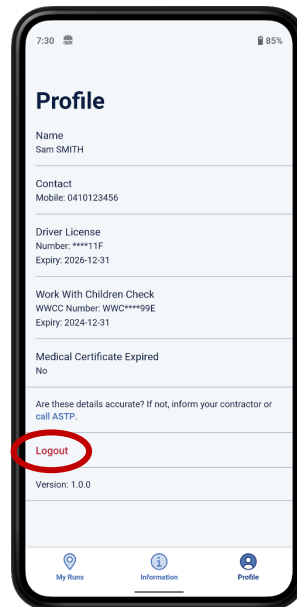 7:30
85%
Profile
Name
Sam SMITH
Contact
Mobile: 0410123456
Driver License
Number: ****11F
Expiry: 2026-12-31
Work With Children Check
WWCC Number: WWC****99E
Expiry: 2024-12-31
Medical Certificate Expired
No
Are these details accurate? If not, inform your contractor or
call ASTP.
Logout
Version: 1.0.0
My Runs
Information
Profile